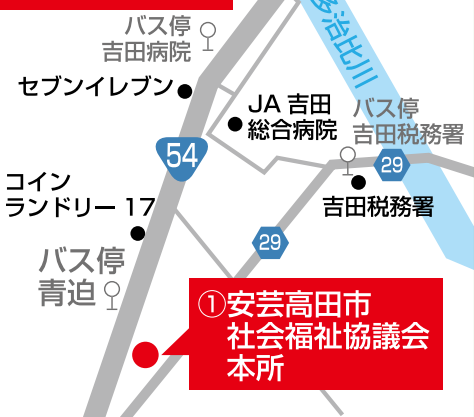 バス停
吉田病院
多治比川
セブンイレブン
JA 吉田
総合病院
バス停
吉田税務署
54
29
コイン
ランドリー 17
吉田税務署
29
バス停
青迫
①安芸高田市
社会福祉協議会
本所